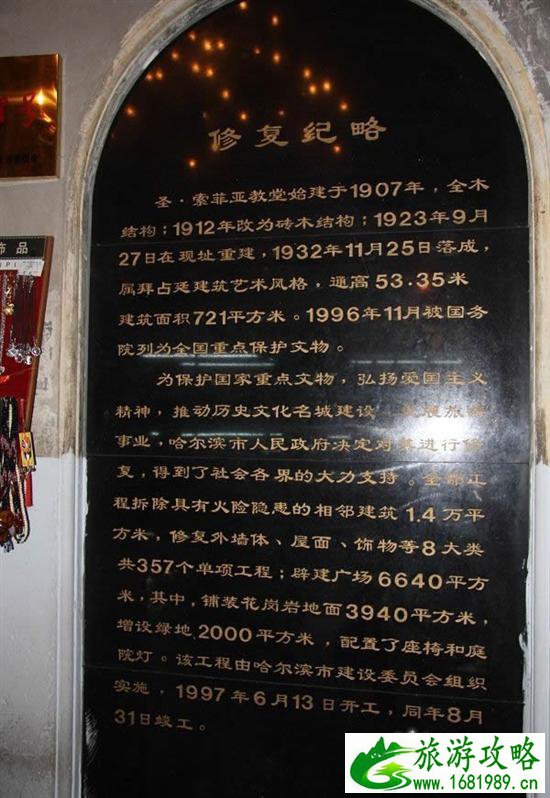 修复纪略
圣·索菲亚教堂始建于1907年，全木
结构；1912年改为砖木结构；1923年9月
27日在现址重建，1932年11月25日落成，
属拜占廷建筑艺术风格，通高53.35米
建筑面积721平方米。1996年11月被国务
院列为全国重点保护文物。
为保护国家重点文物，弘扬爱国主义
精神，推动历史文化名城建设 发展旅游
事业，哈尔滨市人民政府决定对其进行修
复，得到了社会各界的大力支持。全部工
程拆除具有火险隐患的相邻建筑1.4万平
方米，修复外墙体、屋面、饰物等8大类
共357个单项工程；辟建广场6640平方
米，其中，铺装花岗岩地面3940平方米，
增设绿地2000平方米，配置了座椅和庭
院灯。该工程由哈尔滨市建设委员会组织
实施，1997年6月13日开工，同年8月
31日竣工。
饰品
旅游攻略
www.1681989.cn